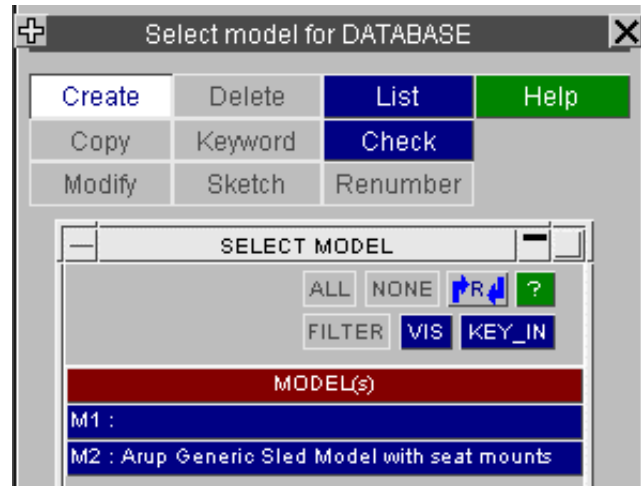 Select model for DATABASE
Create Delete List Help
Copy Keyword Check
Modify Sketch Renumber
SELECT MODEL
ALL NONE R ?
FILTER VIS KEY_IN
MODEL(s)
M1 :
M2 : Arup Generic Sled Model with seat mounts